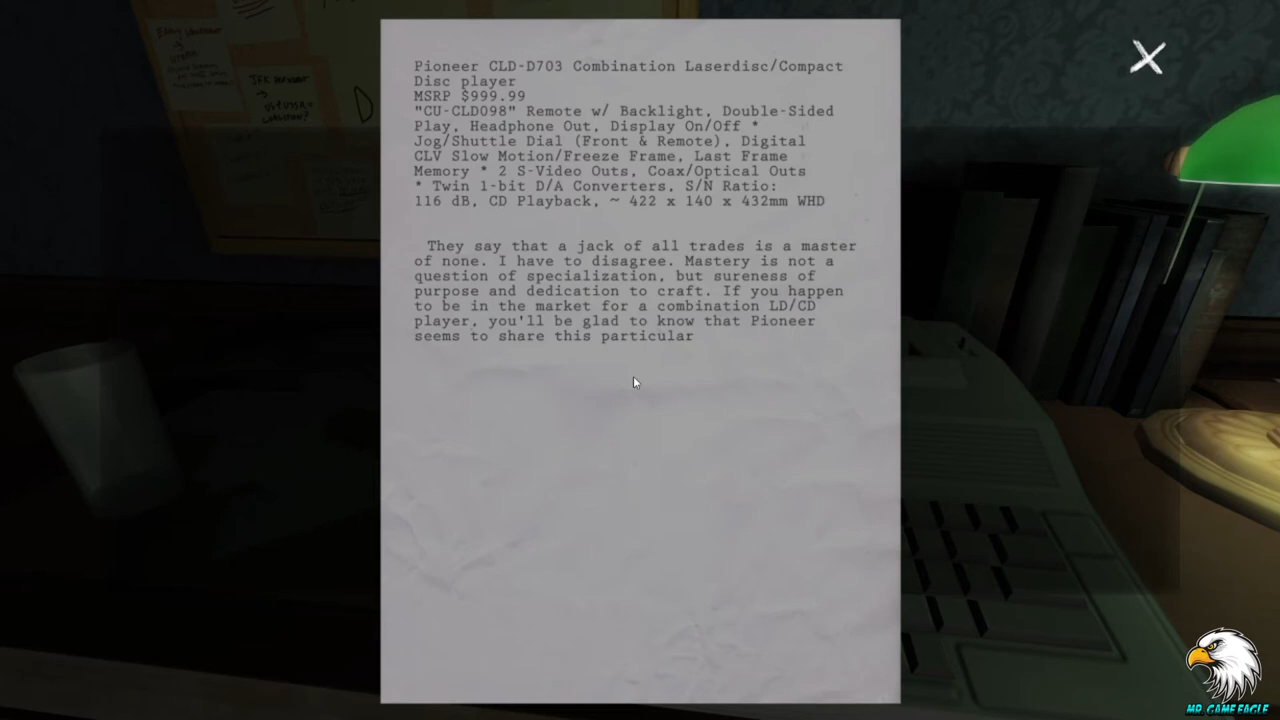 Pioneer CLD-D703 Combination Laserdisc/Compact
Disc player
MSRP $999.99
"CU-CLD098" Remote w/ Backlight, Double-Sided
Play, Headphone Out, Display On/Off *
Jog/Shuttle Dial (Front & Remote), Digital
CLV Slow Motion/Freeze Frame, Last Frame
Memory * 2 S-Video Outs, Coax/Optical Outs
* Twin 1-bit D/A Converters, S/N Ratio:
116 dB, CD Playback, ~ 422 x 140 x 432mm WHD
They say that a jack of all trades is a master
of none. I have to disagree. Mastery is not a
question of specialization, but sureness of
purpose and dedication to craft. If you happen
to be in the market for a combination LD/CD
player, you'll be glad to know that Pioneer
seems to share this particular
JFK
COALITION?
MR. GAME EAGLE